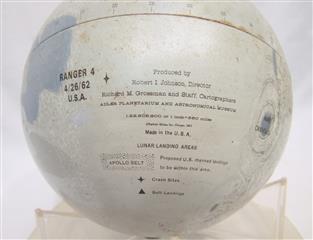 RANGER 4
4/26/62
U.S.A.
Produced by
Robert I Johnson, Director
Richard M. Grossman and Staff, Cartographers
ADLER PLANETARIUM AND ASTRONOMICAL MUSEUM
Made in the U.S.A.
LUNAR LANDING AREAS
APOLLO BELT
Proposed U.S. manned landings
to be within this area.
Crash Sites
Soft Landings